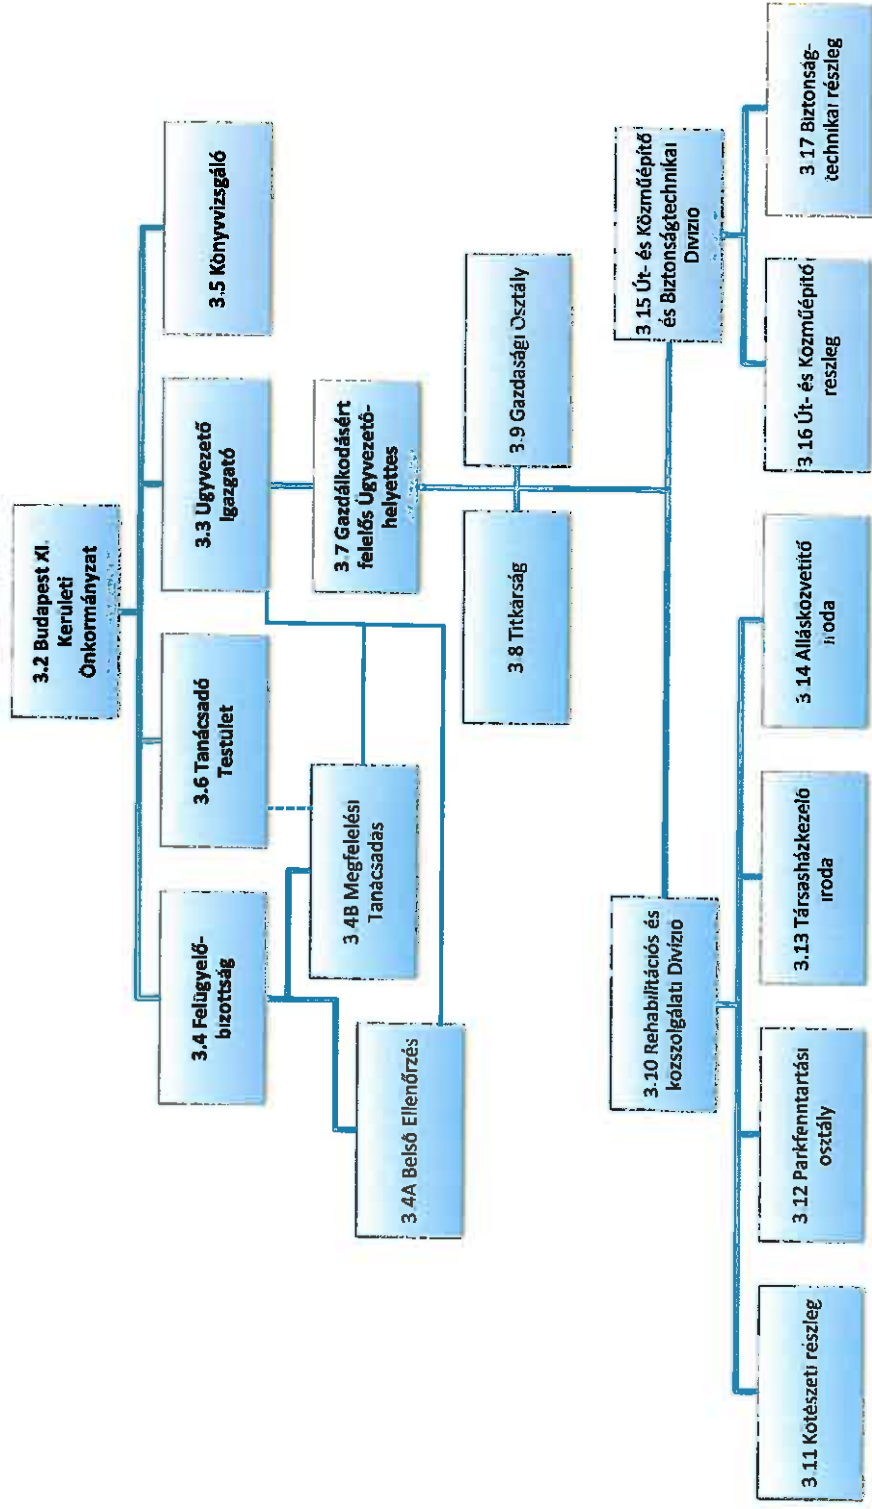 3.2 Budapest XI.
Kerületi
Önkormányzat
3.4 Felügyelő-
bizottság
3.6 Tanácsadó
Testület
3.3 Ügyvezető
Igazgató
3.5 Könyvvizsgáló
3.4B Megfelelési
Tanácsadás
3.7 Gazdálkodásért
felelős Ügyvezető-
helyettes
3.4A Belső Ellenőrzés
3.8 Titkárság
3.9 Gazdasági Osztály
3.10 Rehabilitációs és
közszolgálati Divízió
3.15 Út- és Közműépítő
és Biztonságtechnikai
Divízió
3.11 Kötészeti részleg
3.12 Parkfenntartási
osztály
3.13 Társasházkezelő
iroda
3.14 Állásközvetítő
iroda
3.16 Út- és Közműépítő
részleg
3.17 Biztonság-
technikai részleg